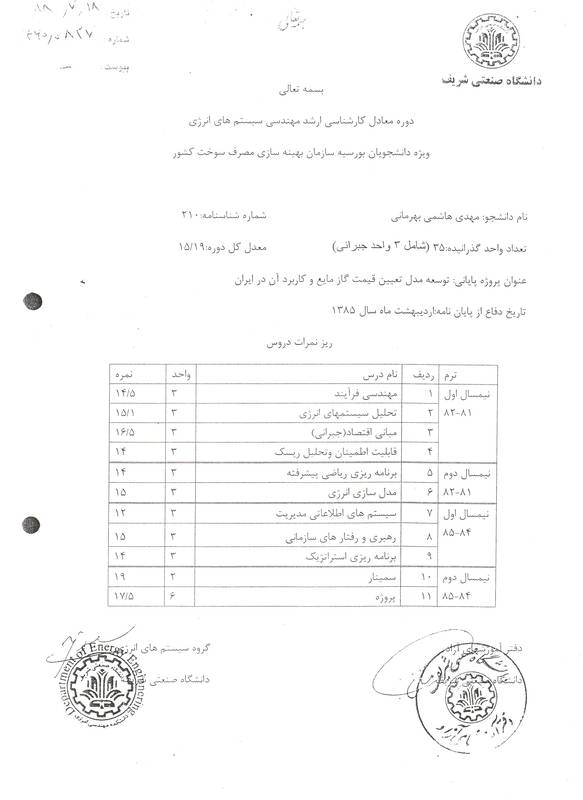 بسمه تعالی
تاریخ ۸۸/۷/۱۸
شماره
پیوست
دانشگاه صنعتی شریف
بسمه تعالی
دوره معادل کارشناسی ارشد مهندسی سیستم های انرژی
ویژه دانشجویان بورسیه سازمان بهینه سازی مصرف سوخت کشور
نام دانشجو: مهدی هاشمی بهرمانی شماره شناسنامه:۲۱۰
تعداد واحد گذرانیده:۳۵ (شامل ۳ واحد جبرانی) معدل کل دوره:۱۵/۱۹
عنوان پروژه پایانی: توسعه مدل تعیین قیمت گاز مایع و کاربرد آن در ایران
تاریخ دفاع از پایان نامه:اردیبهشت ماه سال ۱۳۸۵
ریز نمرات دروس
ترم ردیف نام درس واحد نمره
نیمسال اول ۱ مهندسی فرآیند ۳ ۱۴/۵
۸۲-۸۱ ۲ تحلیل سیستمهای انرژی ۳ ۱۵/۱
۳ مبانی اقتصاد(جبرانی) ۳ ۱۶/۵
۴ قابلیت اطمینان وتحلیل ریسک ۳ ۱۴
نیمسال دوم ۵ برنامه ریزی ریاضی پیشرفته ۳ ۱۴
۸۲-۸۱ ۶ مدل سازی انرژی ۳ ۱۵
نیمسال اول ۷ سیستم های اطلاعاتی مدیریت ۳ ۱۲
۸۵-۸۴ ۸ رهبری و رفتار های سازمانی ۳ ۱۵
۹ برنامه ریزی استراتژیک ۳ ۱۴
نیمسال دوم ۱۰ سمینار ۲ ۱۹
۸۵-۸۴ ۱۱ پروژه ۶ ۱۷/۵
دفتر آموزشهای آزاد گروه سیستم های انرژی
دانشگاه صنعتی دانشگاه صنعتی
Department of Energy Engineering
دانشکده مهندسی انرژی